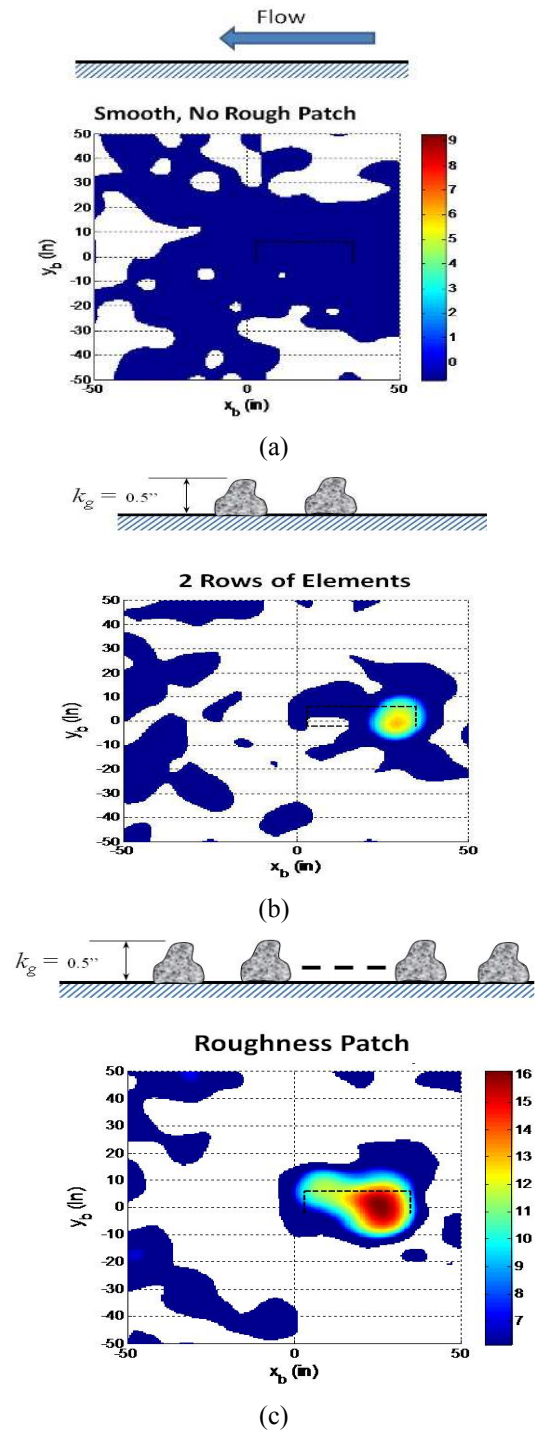 Flow
Smooth, No Rough Patch
50
40
30
20
10
0
-10
-20
-30
-40
-50
y_b (In)
-50 0 50
x_b (in)
9
8
7
6
5
4
3
2
1
0
(a)
k_g = 0.5”
2 Rows of Elements
50
40
30
20
10
0
-10
-20
-30
-40
-50
y_b (In)
-50 0 50
x_b (in)
(b)
k_g = 0.5”
Roughness Patch
50
40
30
20
10
0
-10
-20
-30
-40
-50
y_b (In)
-50 0 50
x_b (in)
16
15
14
13
12
11
10
9
8
7
(c)